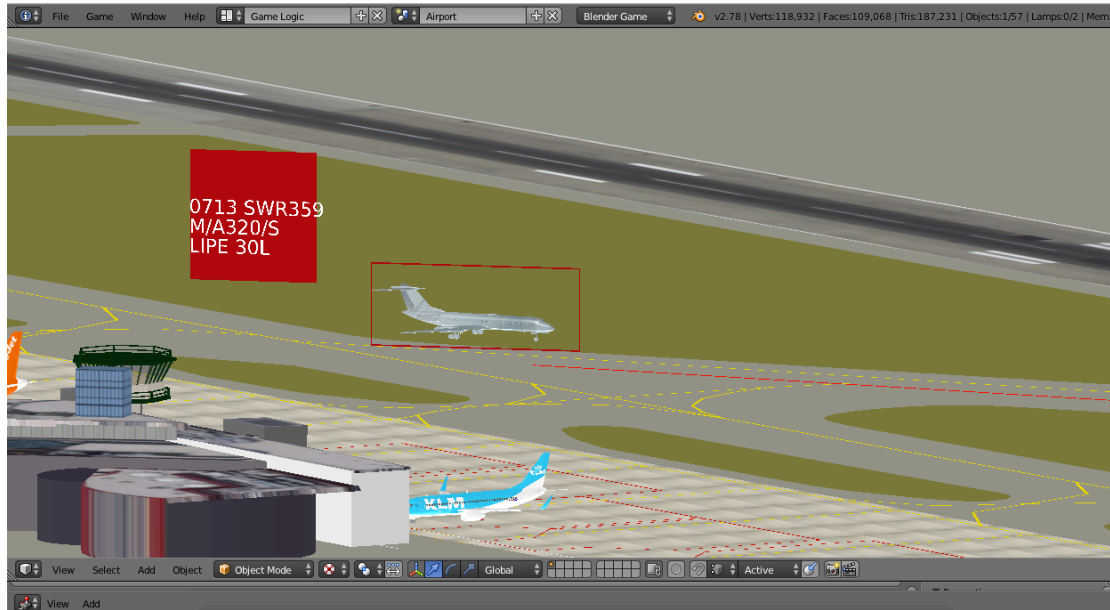 File Game Window Help Game Logic Airport Blender Game v2.78 | Verts:118,932 | Faces:109,068 | Tris:187,231 | Objects:1/57 | Lamps:0/2 | Mem
0713 SWR359
M/A320/S
LIPE 30L
KLM
View Select Add Object Object Mode Global Active
View Add